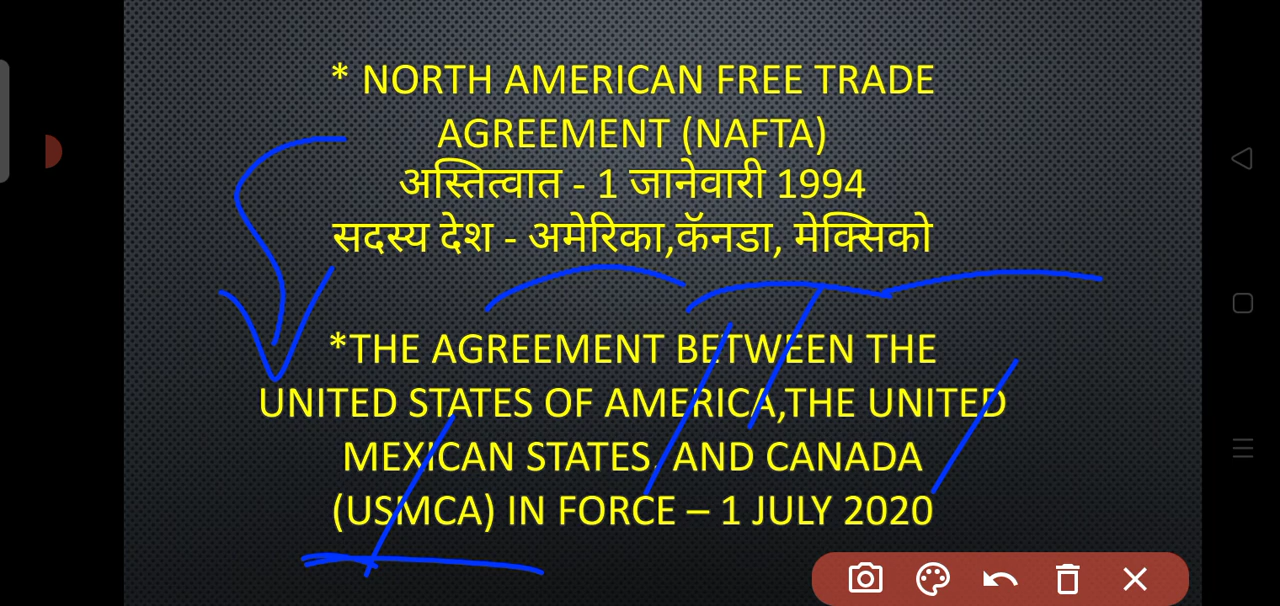 * NORTH AMERICAN FREE TRADE
AGREEMENT (NAFTA)
अस्तित्वात - 1 जानेवारी 1994
सदस्य देश - अमेरिका,कॅनडा, मेक्सिको
*THE AGREEMENT BETWEEN THE
UNITED STATES OF AMERICA,THE UNITED
MEXICAN STATES, AND CANADA
(USMCA) IN FORCE – 1 JULY 2020